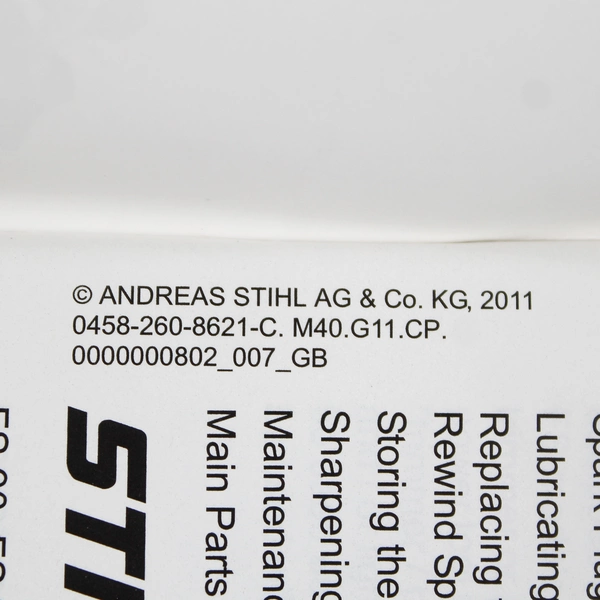 © ANDREAS STIHL AG & Co. KG, 2011
0458-260-8621-C. M40.G11.CP.
0000000802_007_GB
Lubricating
Replacing
Rewind Sp
Storing the
Sharpening
Maintenanc
Main Parts
STI